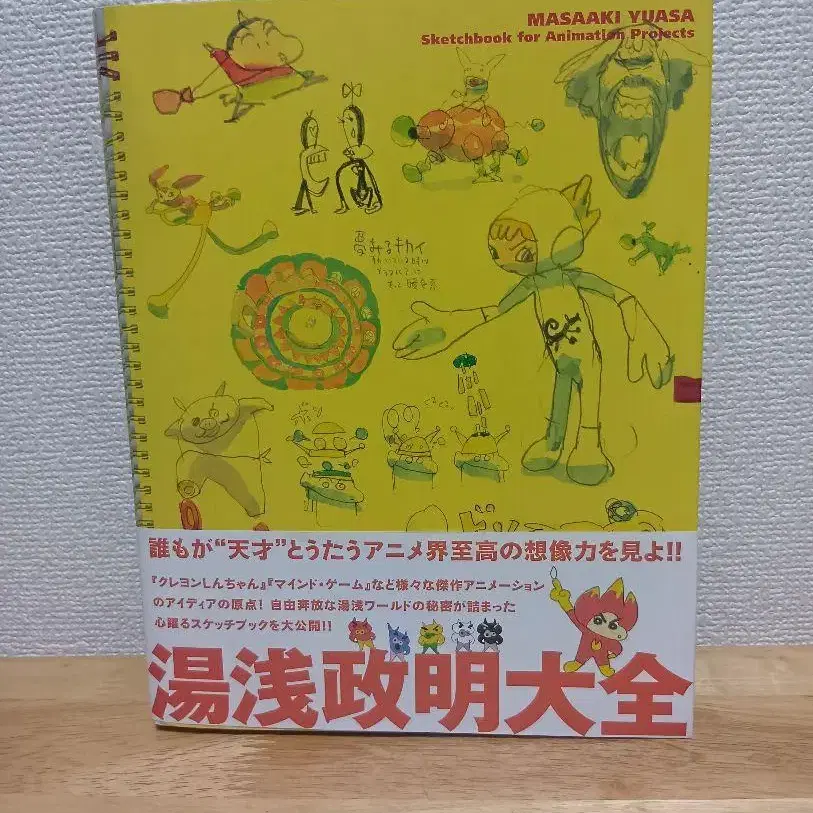 MASAAKI YUASA
Sketchbook for Animation Projects
夢みるキカイ
誰もが“天才”とうたうアニメ界至高の想像力を見よ!!
『クレヨンしんちゃん』『マインド・ゲーム』など様々な傑作アニメーション
のアイディアの原点! 自由奔放な湯浅ワールドの秘密が詰まった
心躍るスケッチブックを大公開!!
湯浅政明大全